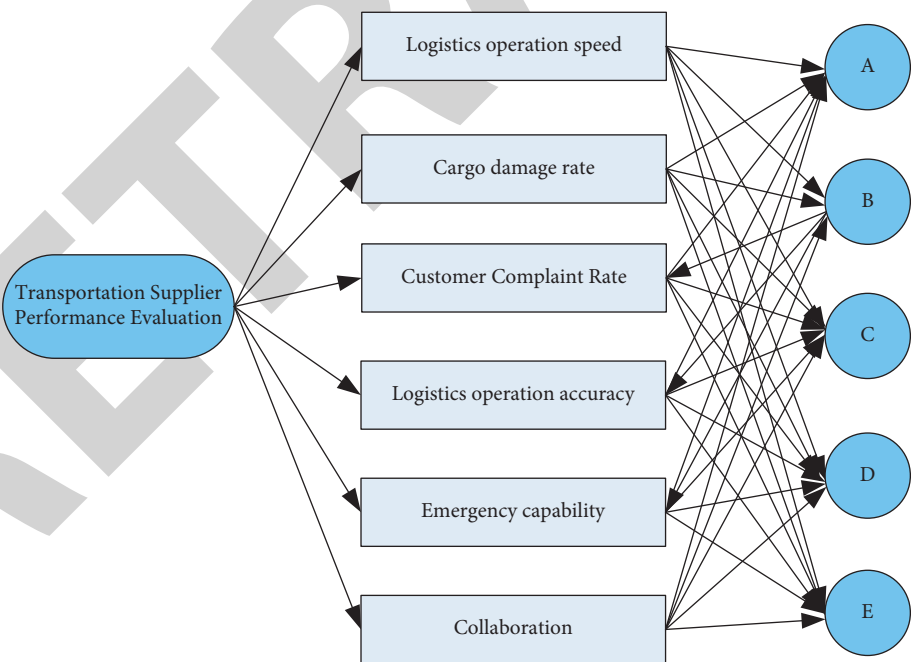 Logistics operation speed
A
Cargo damage rate
B
Customer Complaint Rate
Transportation Supplier
Performance Evaluation
C
Logistics operation accuracy
D
Emergency capability
E
Collaboration